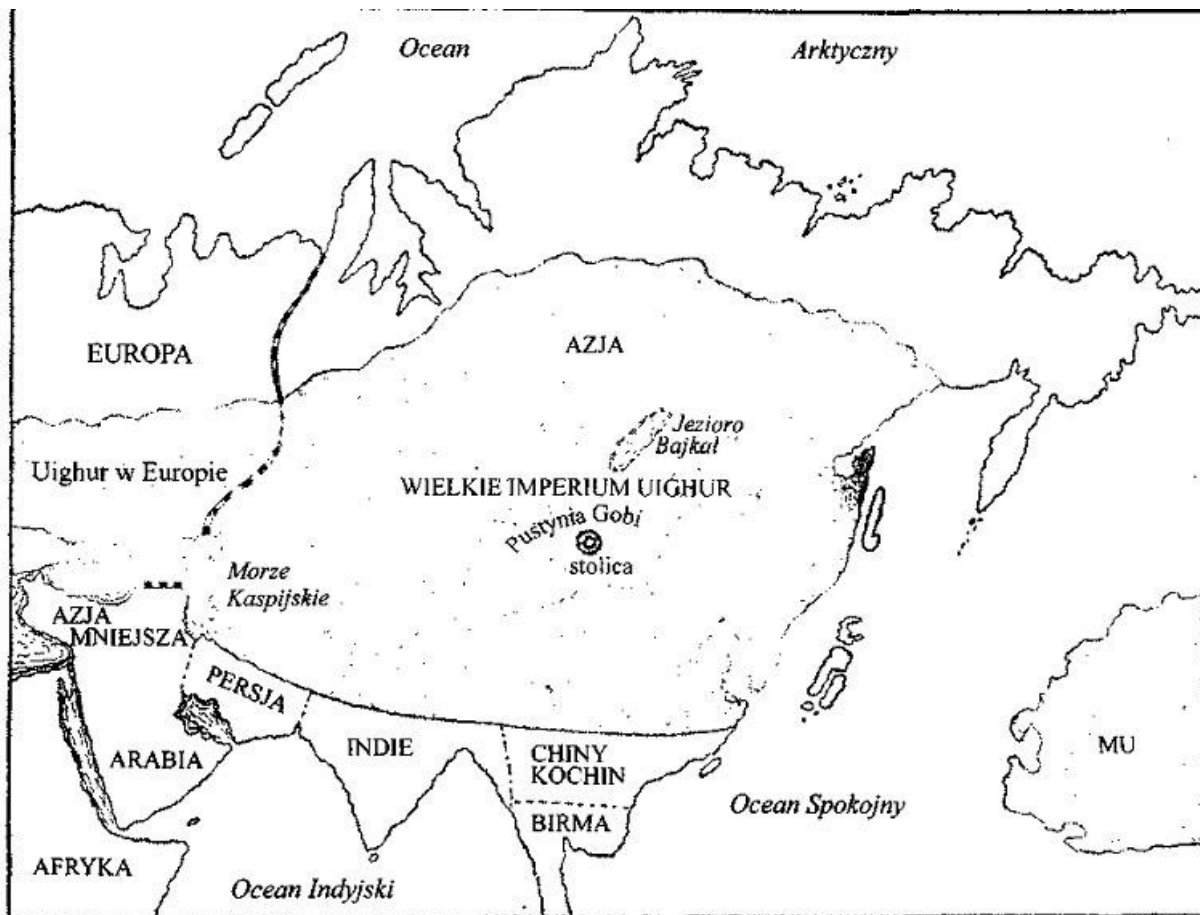 Ocean
Arktyczny
EUROPA
AZJA
Jezioro
Bajkał
Uighur w Europie
WIELKIE IMPERIUM UIGHUR
Pustynia Gobi
stolica
Morze
Kaspijskie
AZJA
MNIEJSZA
PERSJA
ARABIA
INDIE
CHINY
KOCHIN
BIRMA
MU
Ocean Spokojny
AFRYKA
Ocean Indyjski